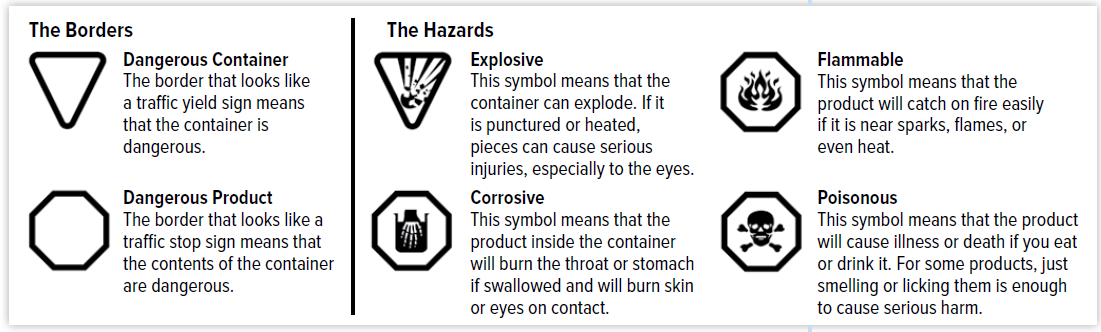 The Borders
Dangerous Container
The border that looks like
a traffic yield sign means
that the container is
dangerous.
Dangerous Product
The border that looks like a
traffic stop sign means that
the contents of the container
are dangerous.
The Hazards
Explosive
This symbol means that the
container can explode. If it
is punctured or heated,
pieces can cause serious
injuries, especially to the eyes.
Corrosive
This symbol means that the
product inside the container
will burn the throat or stomach
if swallowed and will burn skin
or eyes on contact.
Flammable
This symbol means that the
product will catch on fire easily
if it is near sparks, flames, or
even heat.
Poisonous
This symbol means that the product
will cause illness or death if you eat
or drink it. For some products, just
smelling or licking them is enough
to cause serious harm.